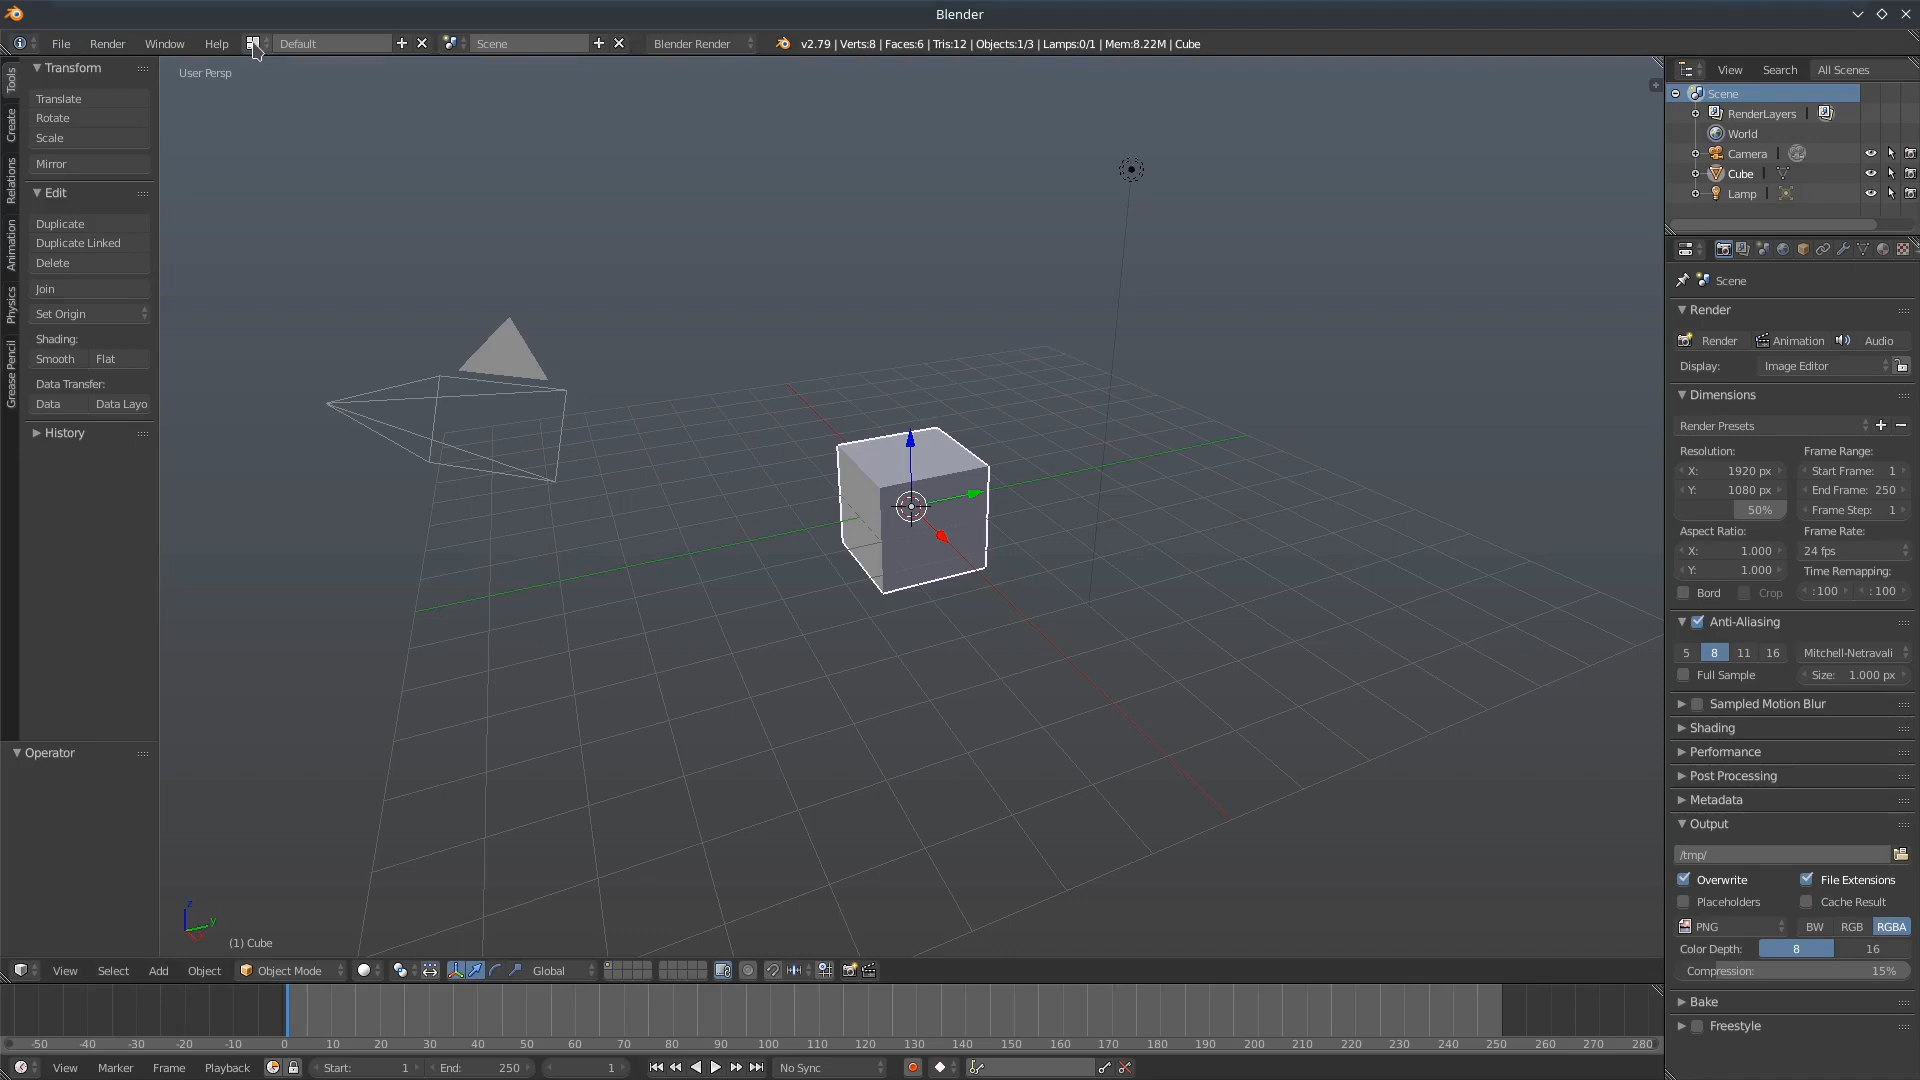 Blender
File Render Window Help Default Scene Blender Render v2.79 | Verts:8 | Faces:6 | Tris:12 | Objects:1/3 | Lamps:0/1 | Mem:8.22M | Cube
Tools
Create
Relations
Animation
Physics
Grease Pencil
Transform
Translate
Rotate
Scale
Mirror
Edit
Duplicate
Duplicate Linked
Delete
Join
Set Origin
Shading:
Smooth Flat
Data Transfer:
Data Data Layo
History
Operator
User Persp
z
y
(1) Cube
View Search All Scenes
Scene
RenderLayers |
World
Camera |
Cube |
Lamp |
Scene
Render
Render Animation Audio
Display: Image Editor
Dimensions
Render Presets
Resolution: Frame Range:
X: 1920 px Start Frame: 1
Y: 1080 px End Frame: 250
50% Frame Step: 1
Aspect Ratio: Frame Rate:
X: 1.000 24 fps
Y: 1.000 Time Remapping:
Bord Crop :100 :100
Anti-Aliasing
5 8 11 16 Mitchell-Netravali
Full Sample Size: 1.000 px
Sampled Motion Blur
Shading
Performance
Post Processing
Metadata
Output
/tmp/
Overwrite File Extensions
Placeholders Cache Result
PNG BW RGB RGBA
Color Depth: 8 16
Compression: 15%
Bake
Freestyle
View Select Add Object Object Mode Global
-50 -40 -30 -20 -10 0 10 20 30 40 50 60 70 80 90 100 110 120 130 140 150 160 170 180 190 200 210 220 230 240 250 260 270 280
View Marker Frame Playback Start: 1 End: 250 1 No Sync